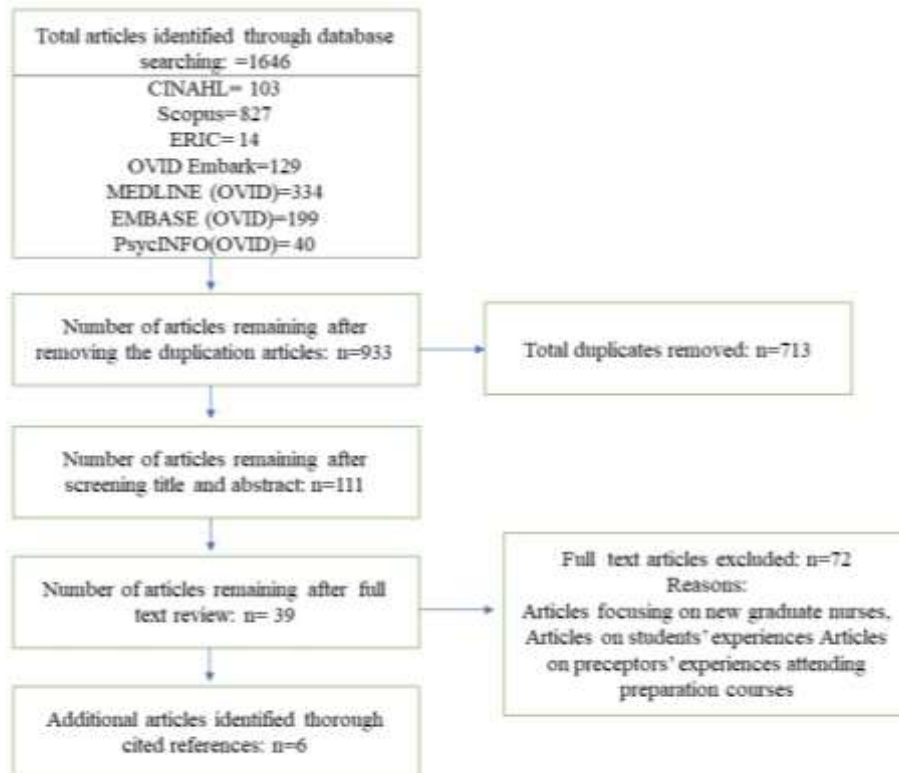 Total articles identified through database
searching: =1646
CINAHL= 103
Scopus=827
ERIC= 14
OVID Embark=129
MEDLINE (OVID)=334
EMBASE (OVID)=199
PsycINFO(OVID)= 40
Number of articles remaining after
removing the duplication articles: n=933
Total duplicates removed: n=713
Number of articles remaining after
screening title and abstract: n=111
Number of articles remaining after full
text review: n= 39
Full text articles excluded: n=72
Reasons:
Articles focusing on new graduate nurses,
Articles on students’ experiences Articles
on preceptors’ experiences attending
preparation courses
Additional articles identified thorough
cited references: n=6